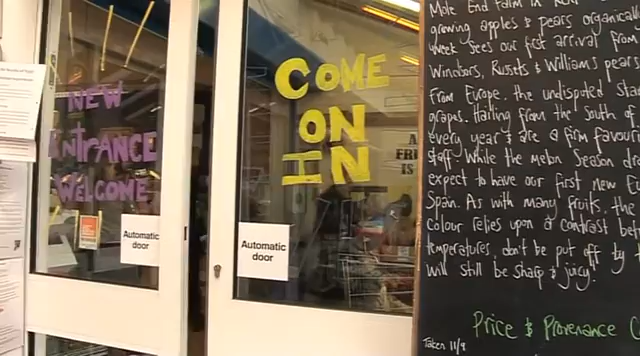 NEW
ENTRANCE
WELCOME
Automatic
door
COME
ON
IN
Automatic
door
Mole End Farm in Kent
growing apples & pears organically
week sees our first arrival from
Windsors, Russets & Williams pears
From Europe, the undisputed sta
grapes. Hailing from the South of
every year & are a firm favouri
staff. While the melon season d
expect to have our first new E
Spain. As with many fruits, the
colour relies upon a contrast bet
temperatures, don't be put off by t
will still be sharp & juicy.
Price & Provenance C
Taken 11/9